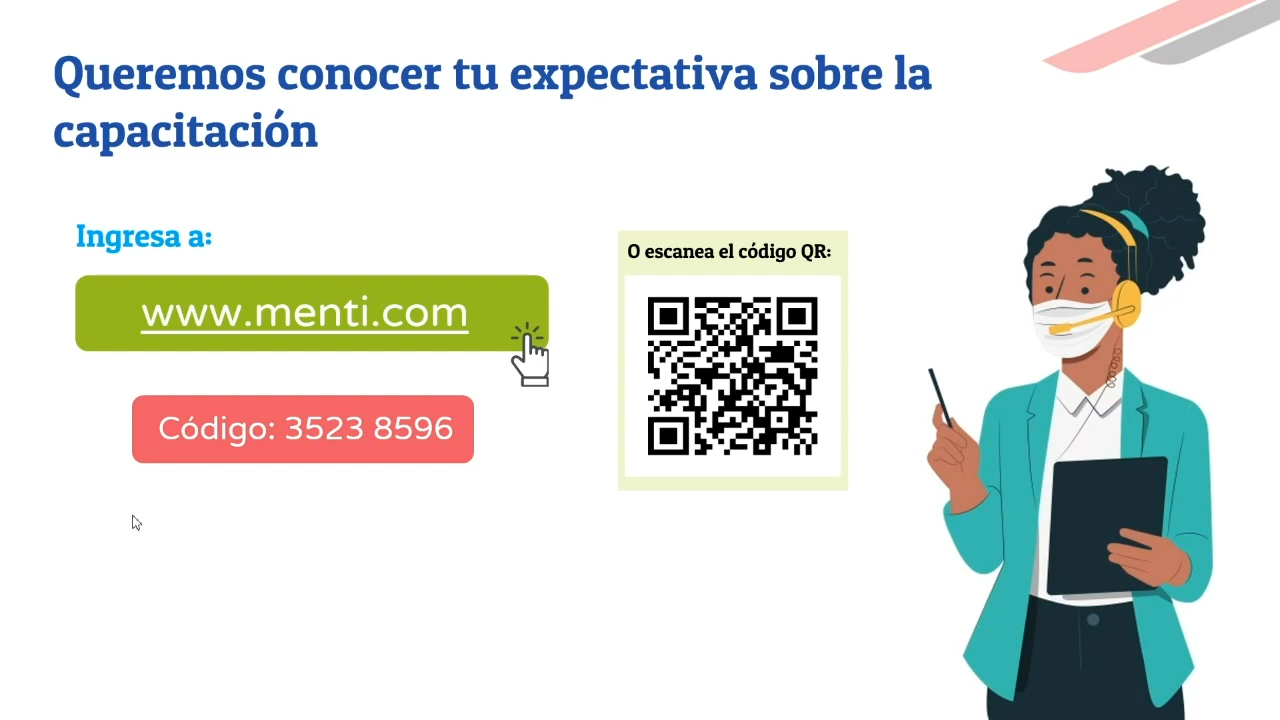 Queremos conocer tu expectativa sobre la
capacitación
Ingresa a:
www.menti.com
Código: 3523 8596
O escanea el código QR: